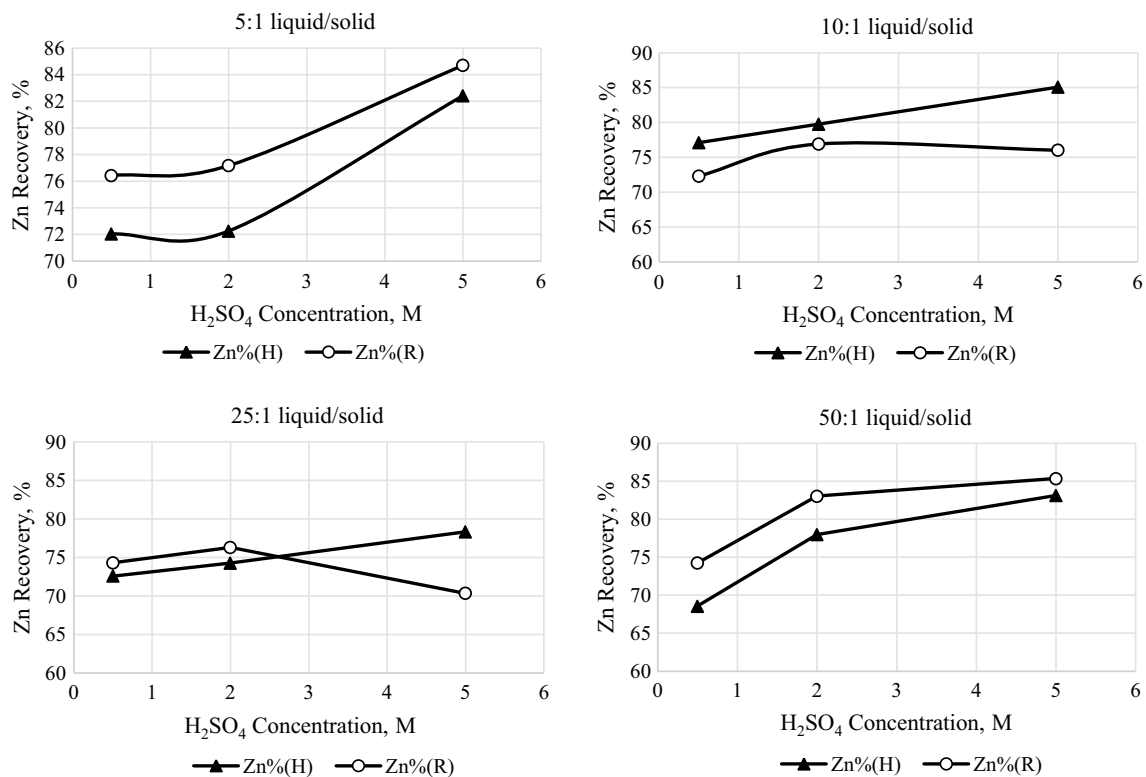 5:1 liquid/solid
Zn Recovery, %
86
84
82
80
78
76
74
72
70
0 1 2 3 4 5 6
H₂SO₄ Concentration, M
Zn%(H) Zn%(R)
10:1 liquid/solid
Zn Recovery, %
90
85
80
75
70
65
60
0 1 2 3 4 5 6
H₂SO₄ Concentration, M
Zn%(H) Zn%(R)
25:1 liquid/solid
Zn Recovery, %
90
85
80
75
70
65
60
0 1 2 3 4 5 6
H₂SO₄ Concentration, M
Zn%(H) Zn%(R)
50:1 liquid/solid
Zn Recovery, %
90
85
80
75
70
65
60
0 1 2 3 4 5 6
H₂SO₄ Concentration, M
Zn%(H) Zn%(R)